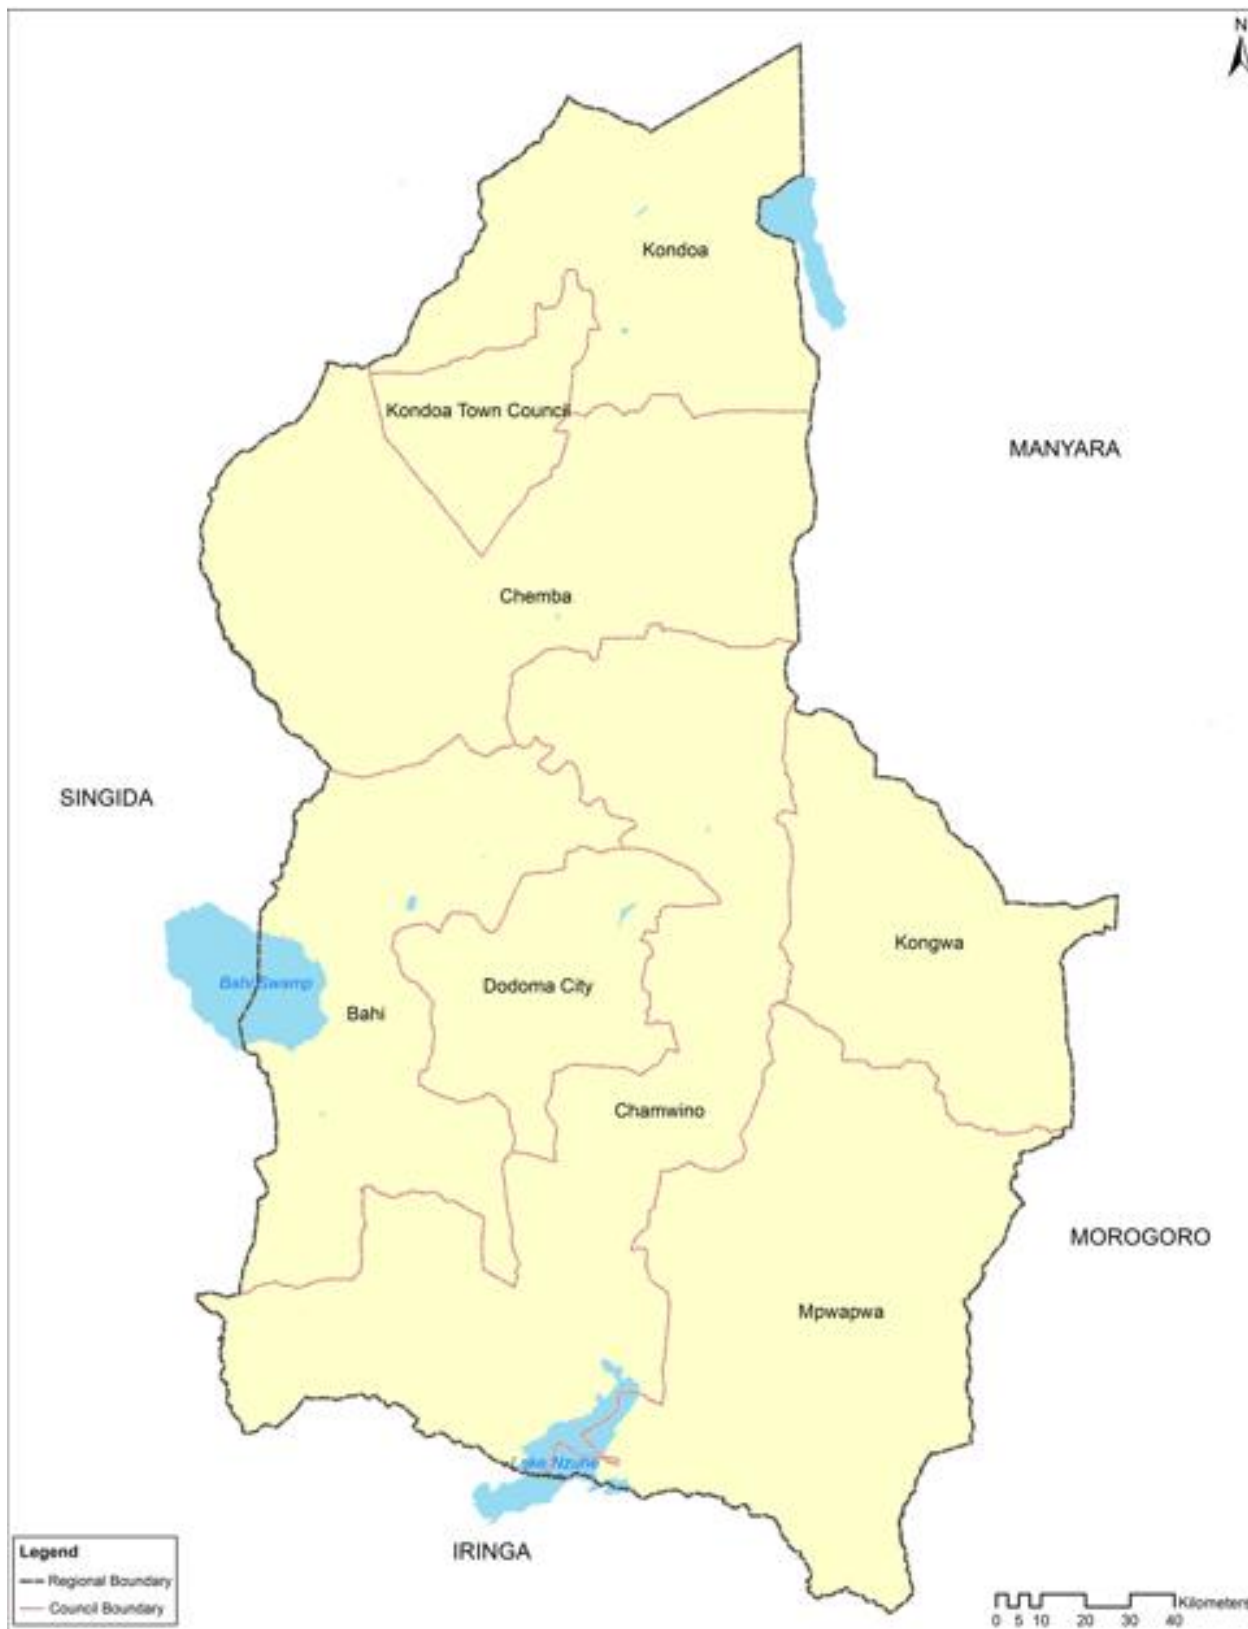 N
Kondoa
Kondoa Town Council
MANYARA
Chemba
SINGIDA
Kongwa
Bahi Swamp
Dodoma City
Bahi
Chamwino
MOROGORO
Mpwapwa
Lake Nzuhe
IRINGA
Legend
Regional Boundary
Council Boundary
Kilometers
0 5 10 20 30 40